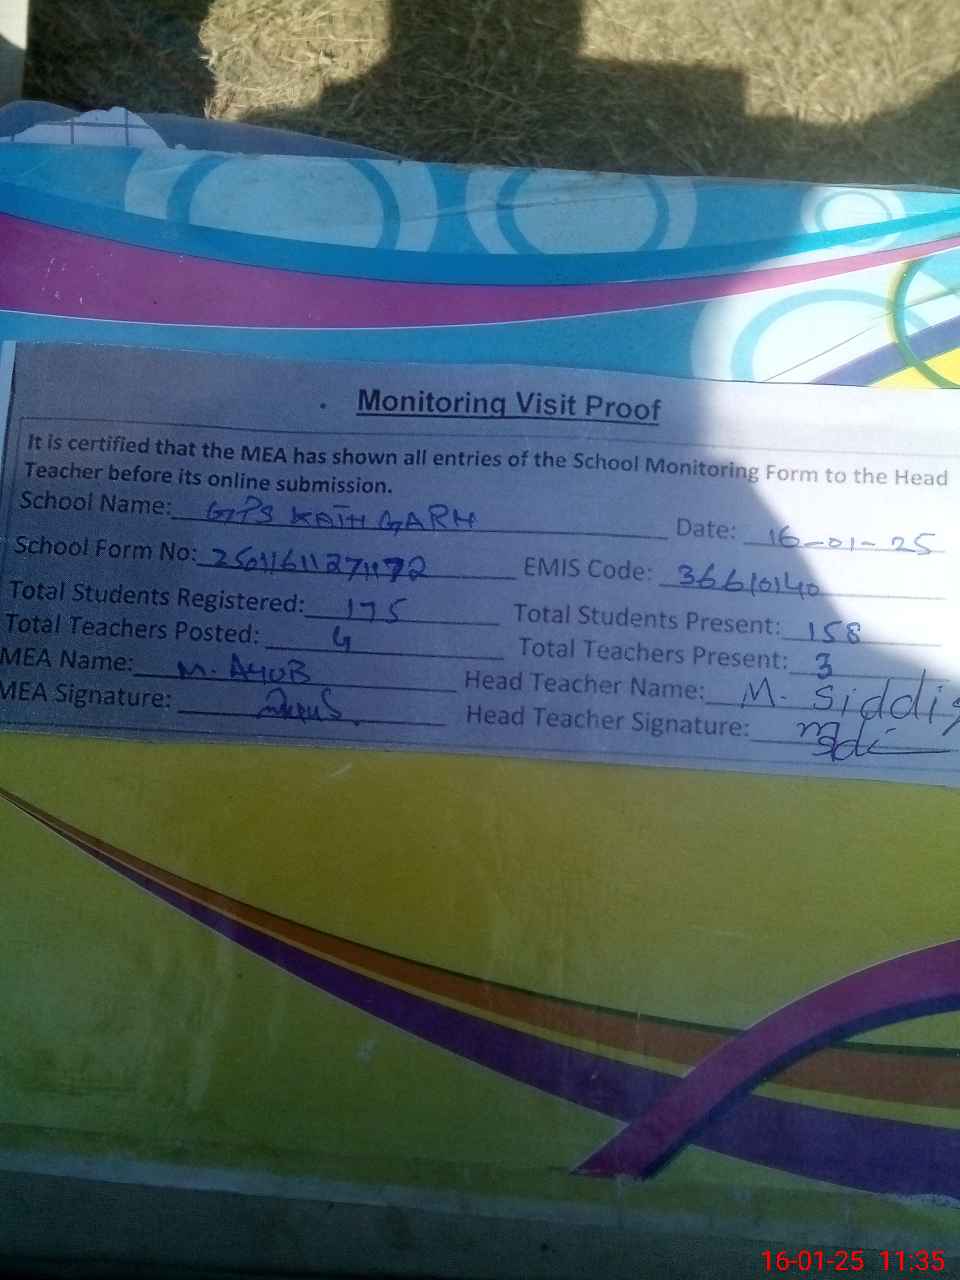 Monitoring Visit Proof
It is certified that the MEA has shown all entries of the School Monitoring Form to the Head
Teacher before its online submission.
School Name: GPS KATH GARH Date: 16-01-25
School Form No: EMIS Code: 36610140
Total Students Registered: 175 Total Students Present: 158
Total Teachers Posted: 4 Total Teachers Present: 3
MEA Name: M. AYUB Head Teacher Name: M. Siddiq
MEA Signature: Head Teacher Signature:
16-01-25 11:35